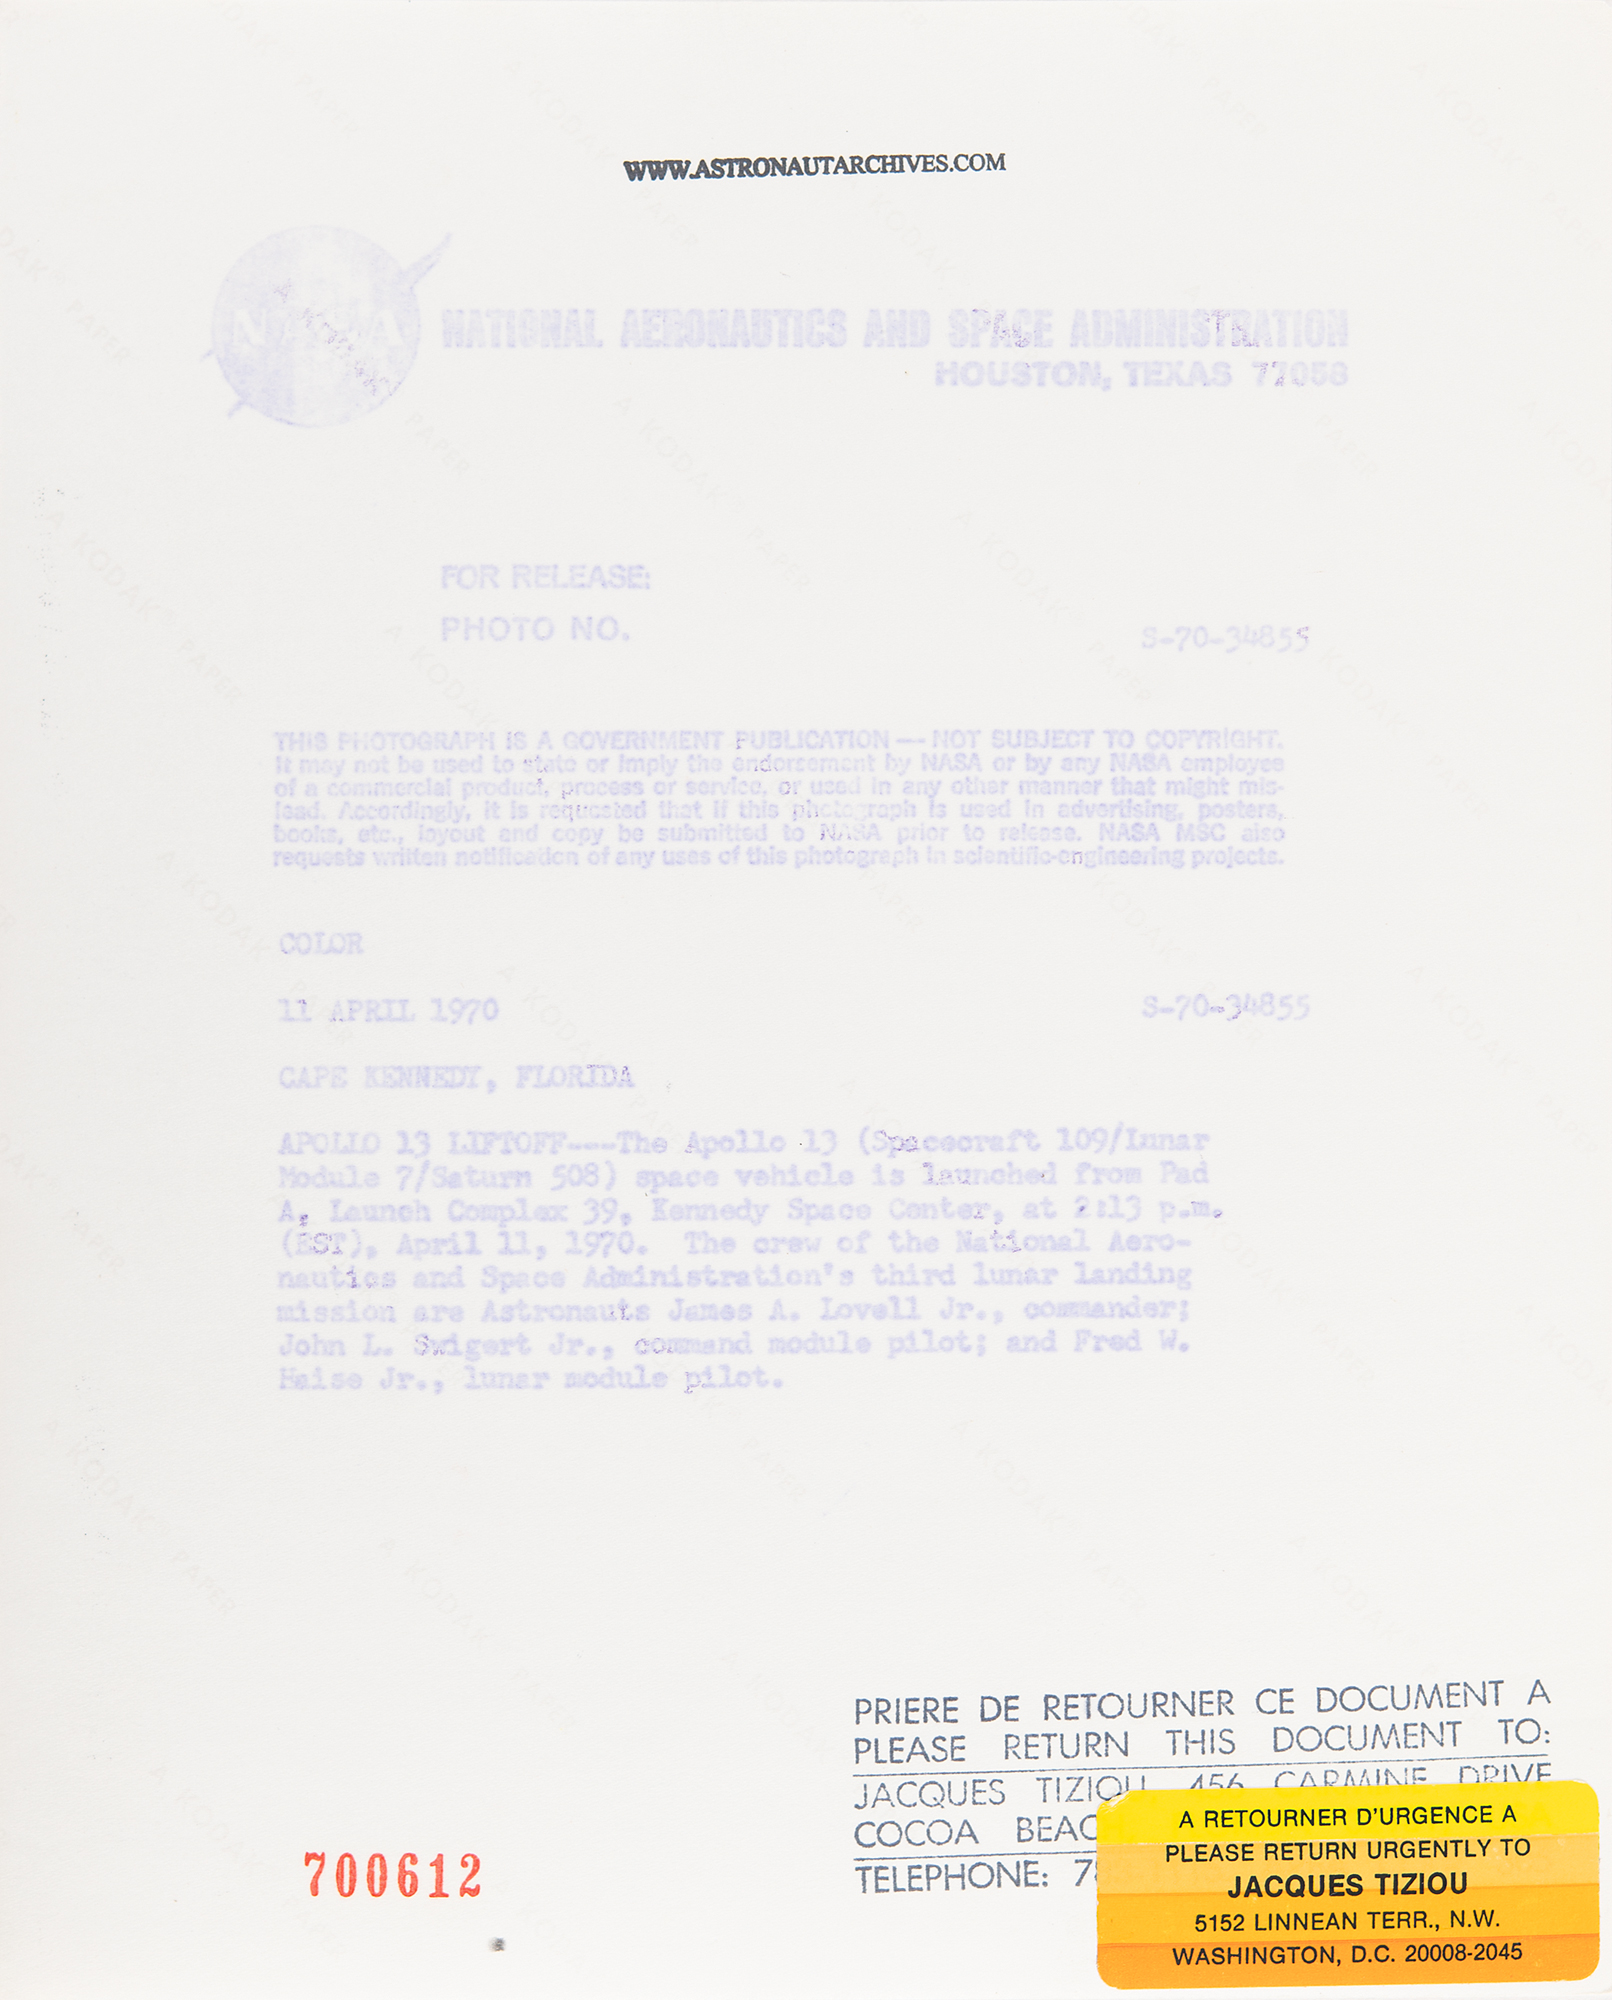 WWW.ASTRONAUTARCHIVES.COM
NASA
NATIONAL AERONAUTICS AND SPACE ADMINISTRATION
HOUSTON, TEXAS 77058
FOR RELEASE:
PHOTO NO. S-70-34855
THIS PHOTOGRAPH IS A GOVERNMENT PUBLICATION — NOT SUBJECT TO COPYRIGHT.
It may not be used to state or imply the endorsement by NASA or by any NASA employee
of a commercial product, process or service, or used in any other manner that might mis-
lead. Accordingly, it is requested that if this photograph is used in advertising, posters,
books, etc., layout and copy be submitted to NASA prior to release. NASA MSC also
requests written notification of any uses of this photograph in scientific-engineering projects.
COLOR
11 APRIL 1970 S-70-34855
CAPE KENNEDY, FLORIDA
APOLLO 13 LIFTOFF---The Apollo 13 (Spacecraft 109/Lunar
Module 7/Saturn 508) space vehicle is launched from Pad
A, Launch Complex 39, Kennedy Space Center, at 2:13 p.m.
(EST), April 11, 1970. The crew of the National Aero-
nautics and Space Administration's third lunar landing
mission are Astronauts James A. Lovell Jr., commander;
John L. Swigert Jr., command module pilot; and Fred W.
Haise Jr., lunar module pilot.
PRIERE DE RETOURNER CE DOCUMENT A
PLEASE RETURN THIS DOCUMENT TO:
JACQUES TIZIOU 456 CARMINE DRIVE
COCOA BEAC
TELEPHONE: 78
700612
A RETOURNER D'URGENCE A
PLEASE RETURN URGENTLY TO
JACQUES TIZIOU
5152 LINNEAN TERR., N.W.
WASHINGTON, D.C. 20008-2045